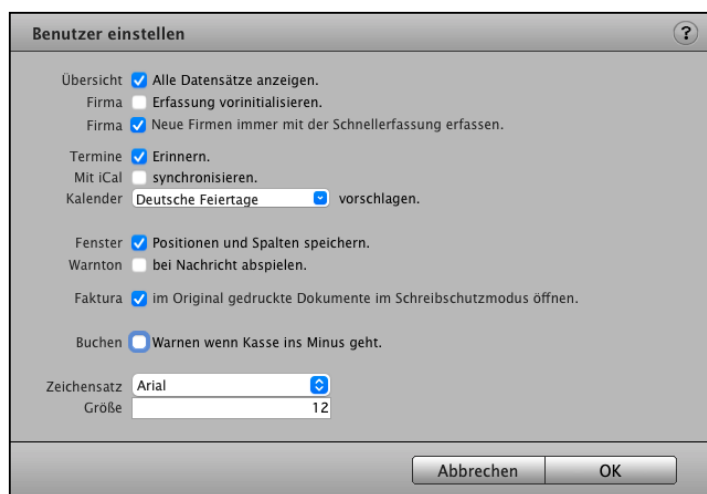 Benutzer einstellen ?
Übersicht Alle Datensätze anzeigen.
Firma Erfassung vorinitialisieren.
Firma Neue Firmen immer mit der Schnellerfassung erfassen.
Termine Erinnern.
Mit iCal synchronisieren.
Kalender Deutsche Feiertage vorschlagen.
Fenster Positionen und Spalten speichern.
Warnton bei Nachricht abspielen.
Faktura im Original gedruckte Dokumente im Schreibschutzmodus öffnen.
Buchen Warnen wenn Kasse ins Minus geht.
Zeichensatz Arial
Größe 12
Abbrechen OK